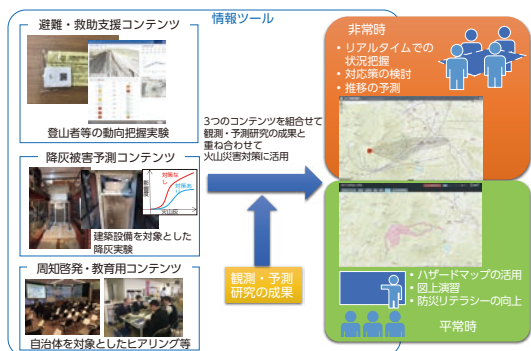 情報ツール
避難・救助支援コンテンツ
登山者等の動向把握実験
降灰被害予測コンテンツ
対策なし
対策あり
影響度
火山灰
建築設備を対象とした
降灰実験
周知啓発・教育用コンテンツ
自治体を対象としたヒアリング等
3つのコンテンツを組合せて
観測・予測研究の成果と
重ね合わせて
火山災害対策に活用
観測・予測
研究の成果
非常時
・リアルタイムでの
状況把握
・対応策の検討
・推移の予測
・ハザードマップの活用
・図上演習
・防災リテラシーの向上
平常時